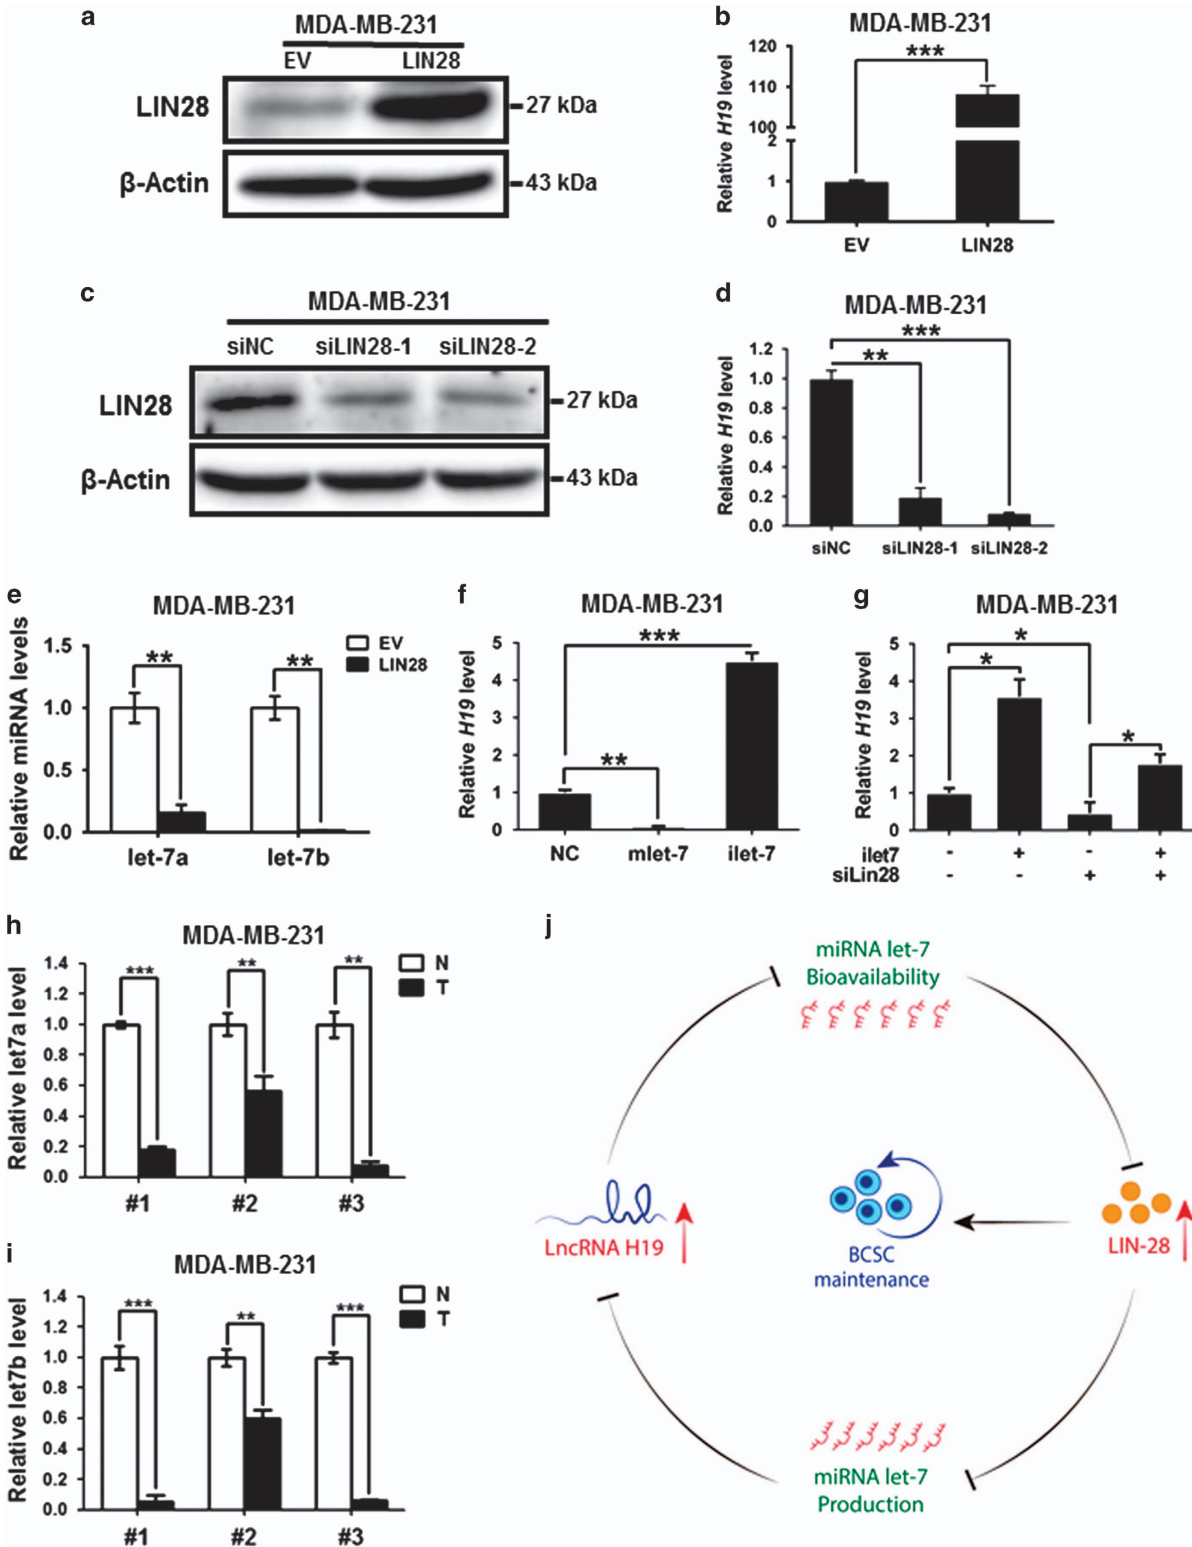 a
MDA-MB-231
EV LIN28
LIN28
27 kDa
β-Actin
43 kDa
b
MDA-MB-231
Relative H19 level
120
110
100
2
1
0
***
EV LIN28
c
MDA-MB-231
siNC siLIN28-1 siLIN28-2
LIN28
27 kDa
β-Actin
43 kDa
d
MDA-MB-231
Relative H19 level
1.2
1.0
0.8
0.6
0.4
0.2
0.0
***
**
siNC siLIN28-1 siLIN28-2
e
MDA-MB-231
Relative miRNA levels
1.5
1.0
0.5
0.0
** **
EV
LIN28
let-7a let-7b
f
MDA-MB-231
Relative H19 level
5
4
3
2
1
0
***
**
NC mlet-7 ilet-7
g
MDA-MB-231
Relative H19 level
5
4
3
2
1
0
*
*
*
ilet7 - + - +
siLin28 - - + +
h
MDA-MB-231
Relative let7a level
1.4
1.2
1.0
0.8
0.6
0.4
0.2
0.0
*** ** **
N
T
#1 #2 #3
i
MDA-MB-231
Relative let7b level
1.4
1.2
1.0
0.8
0.6
0.4
0.2
0.0
*** ** ***
N
T
#1 #2 #3
j
miRNA let-7
Bioavailability
LncRNA H19
BCSC
maintenance
LIN-28
miRNA let-7
Production